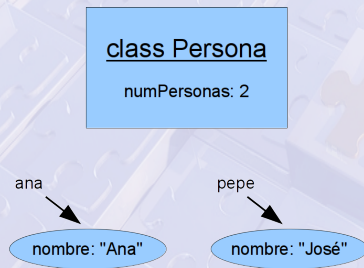 class Persona
numPersonas: 2
ana
pepe
nombre: "Ana"
nombre: "José"